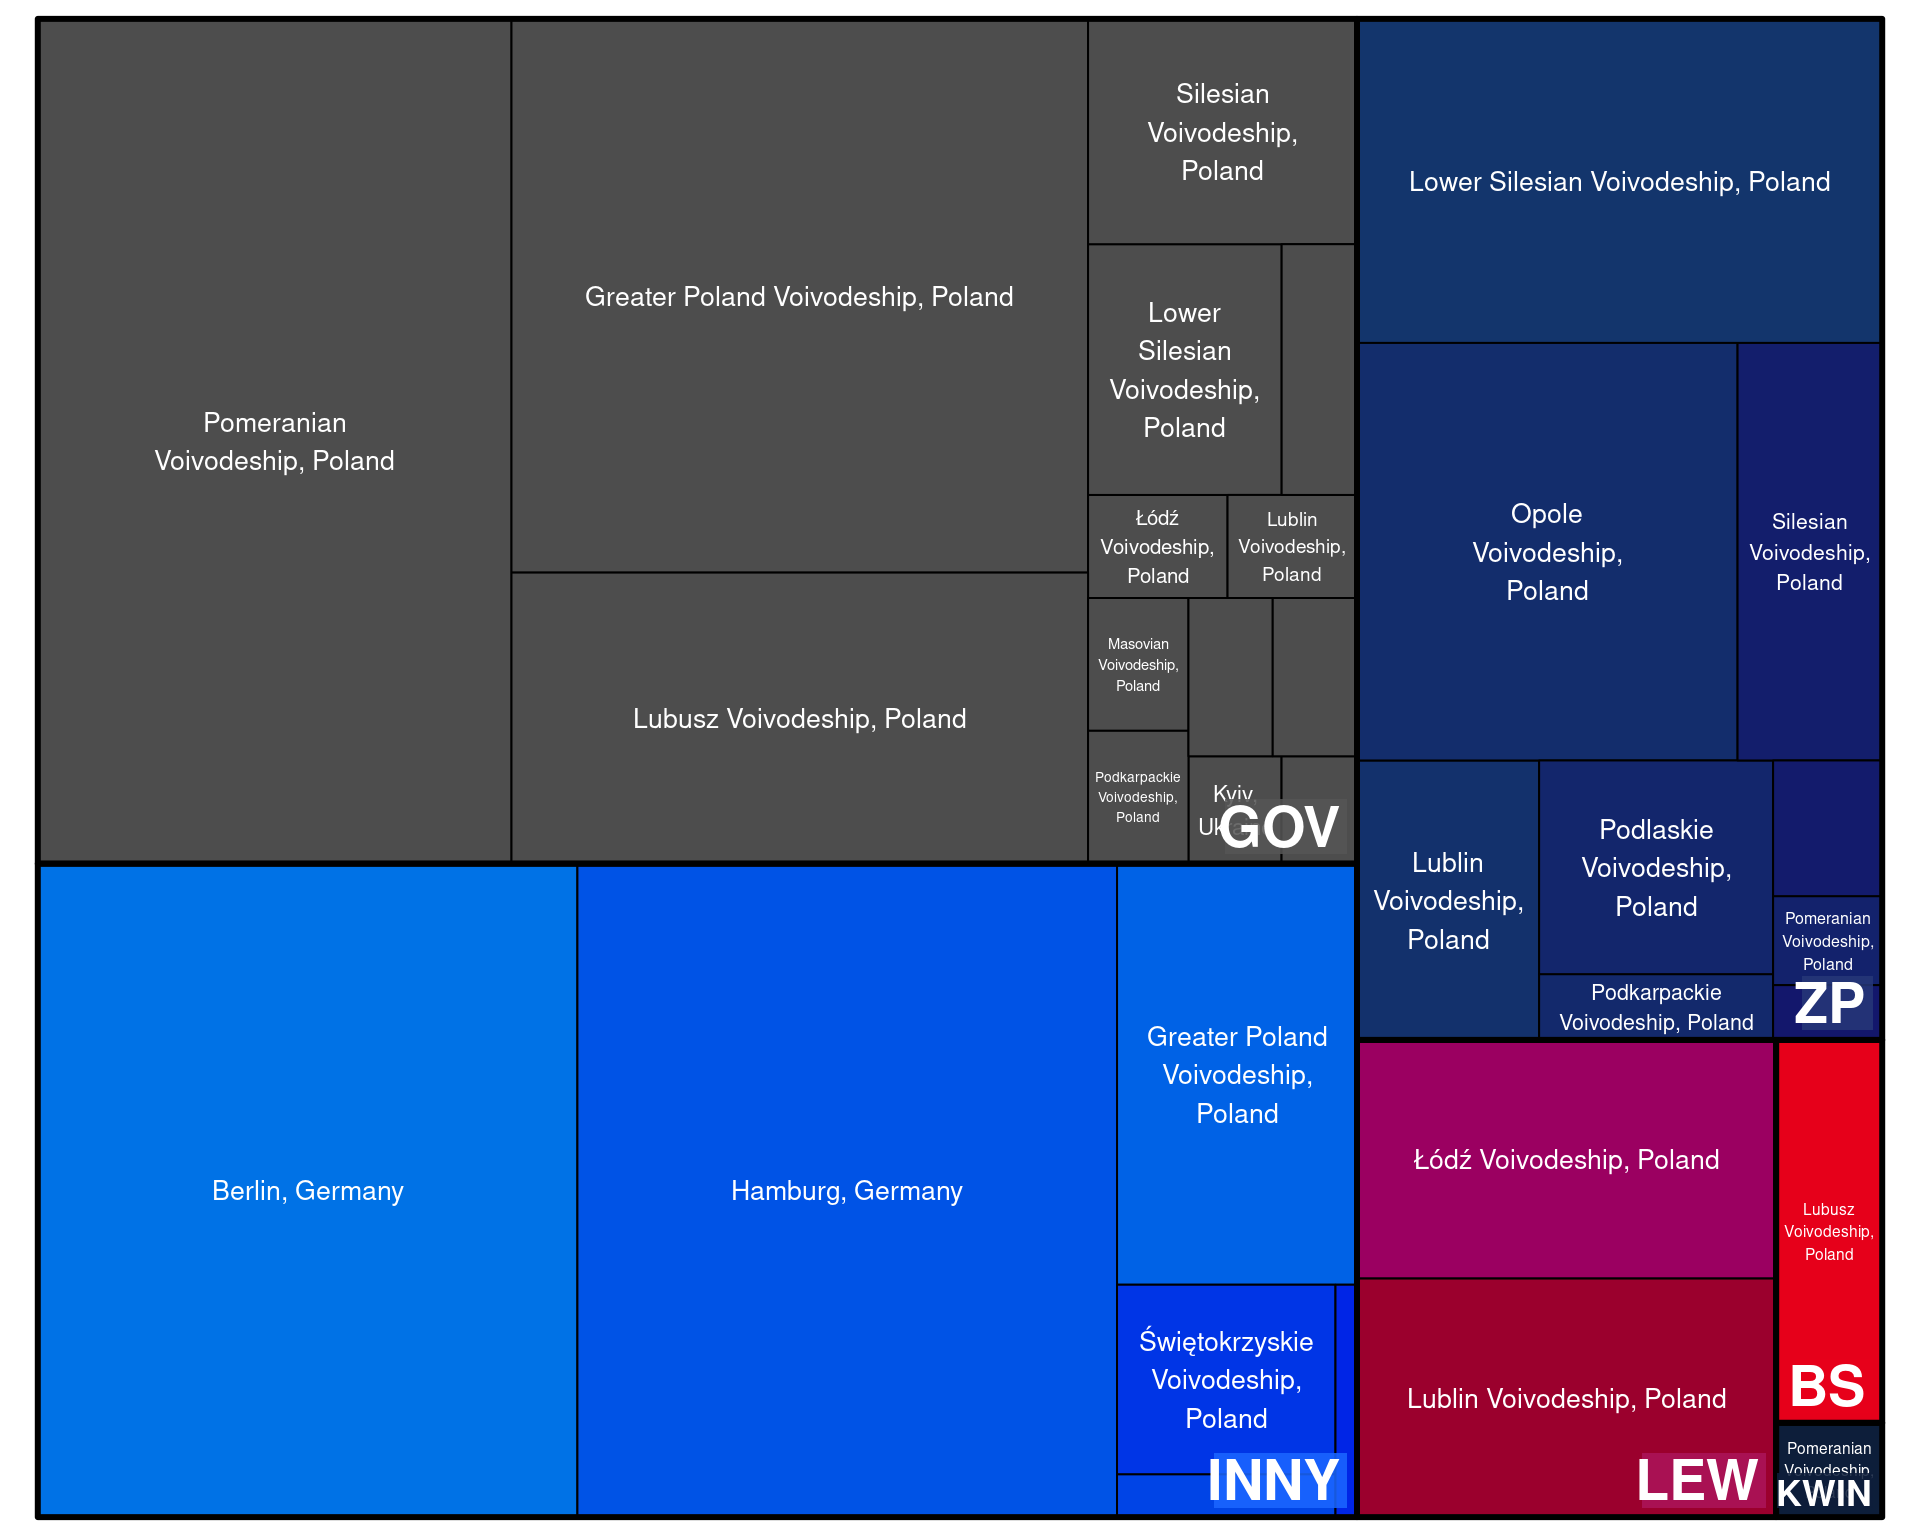 Pomeranian
Voivodeship, Poland
Greater Poland Voivodeship, Poland
Lubusz Voivodeship, Poland
Silesian
Voivodeship,
Poland
Lower
Silesian
Voivodeship,
Poland
Łódź
Voivodeship,
Poland
Lublin
Voivodeship,
Poland
Masovian
Voivodeship,
Poland
Podkarpackie
Voivodeship,
Poland
Kyiv,
GOV
Lower Silesian Voivodeship, Poland
Opole
Voivodeship,
Poland
Silesian
Voivodeship,
Poland
Lublin
Voivodeship,
Poland
Podlaskie
Voivodeship,
Poland
Podkarpackie
Voivodeship, Poland
Pomeranian
Voivodeship,
Poland
ZP
Berlin, Germany
Hamburg, Germany
Greater Poland
Voivodeship,
Poland
Świętokrzyskie
Voivodeship,
Poland
INNY
Łódź Voivodeship, Poland
Lublin Voivodeship, Poland
LEW
Lubusz
Voivodeship,
Poland
BS
Pomeranian
Voivodeship,
KWIN